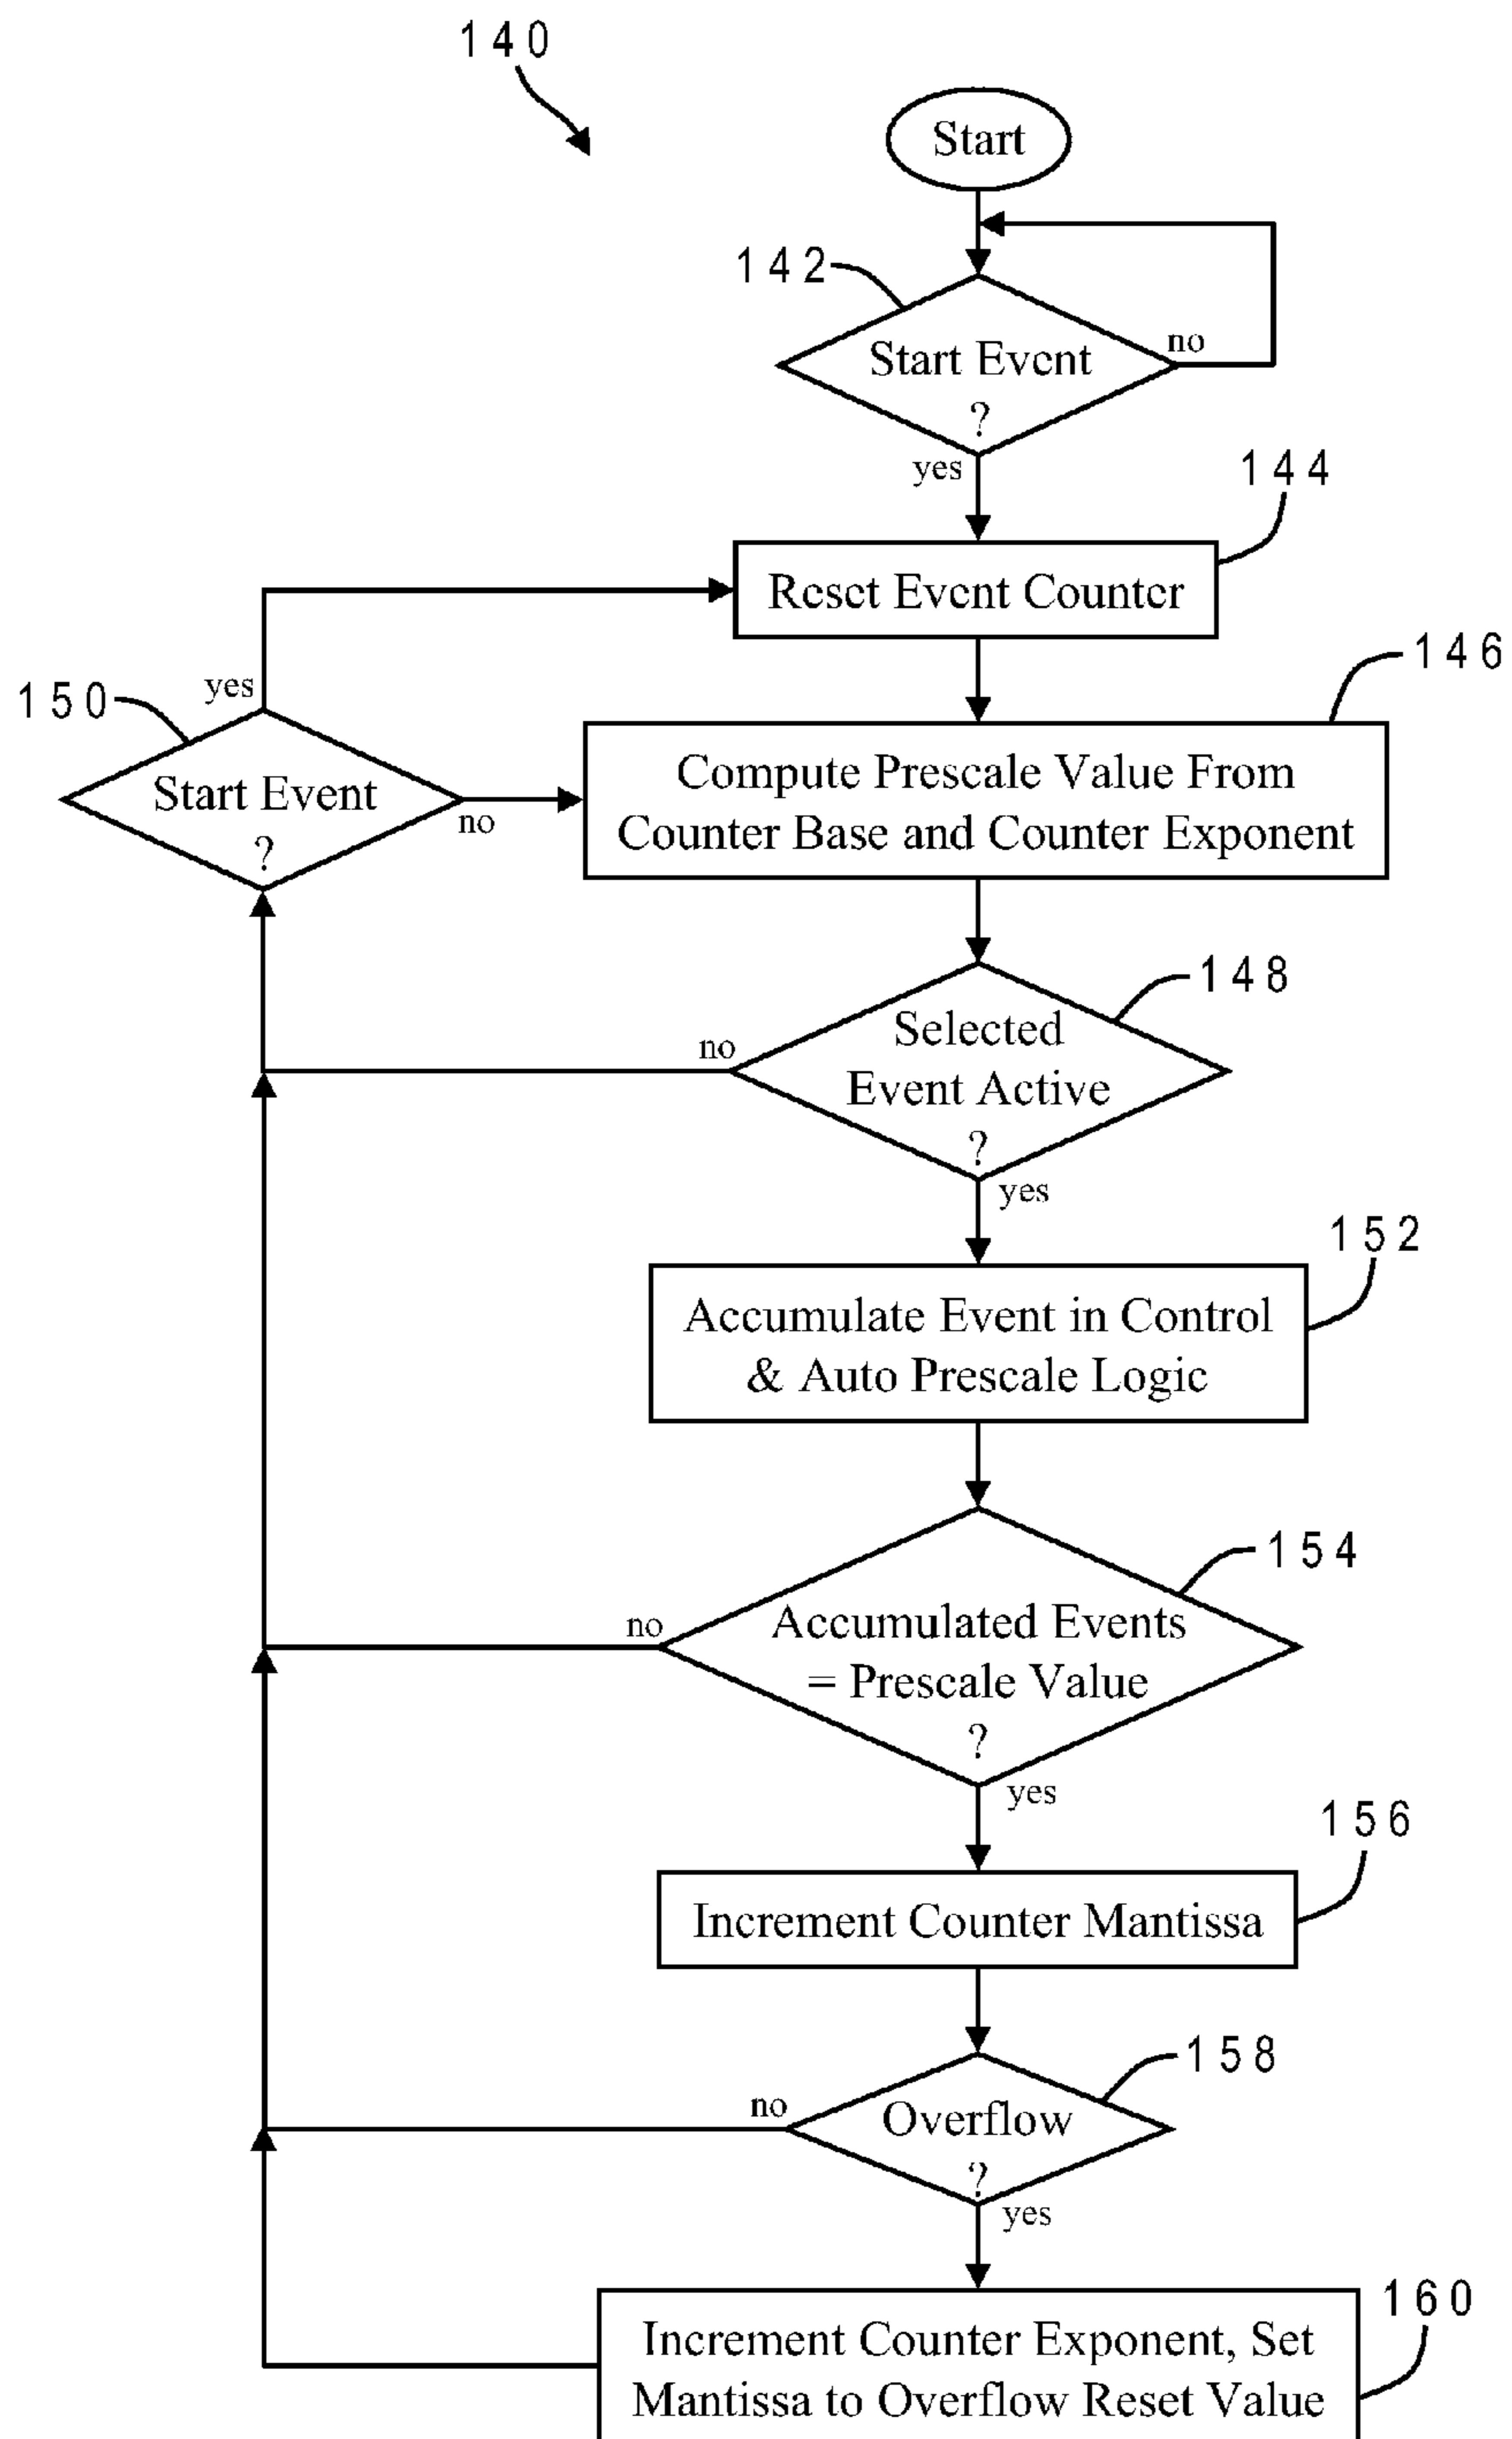 140
Start
142
Start Event
?
no
yes
144
Reset Event Counter
146
Compute Prescale Value From
Counter Base and Counter Exponent
150
yes
Start Event
?
no
148
Selected
Event Active
?
no
yes
152
Accumulate Event in Control
& Auto Prescale Logic
154
Accumulated Events
= Prescale Value
?
no
yes
156
Increment Counter Mantissa
158
Overflow
?
no
yes
160
Increment Counter Exponent, Set
Mantissa to Overflow Reset Value